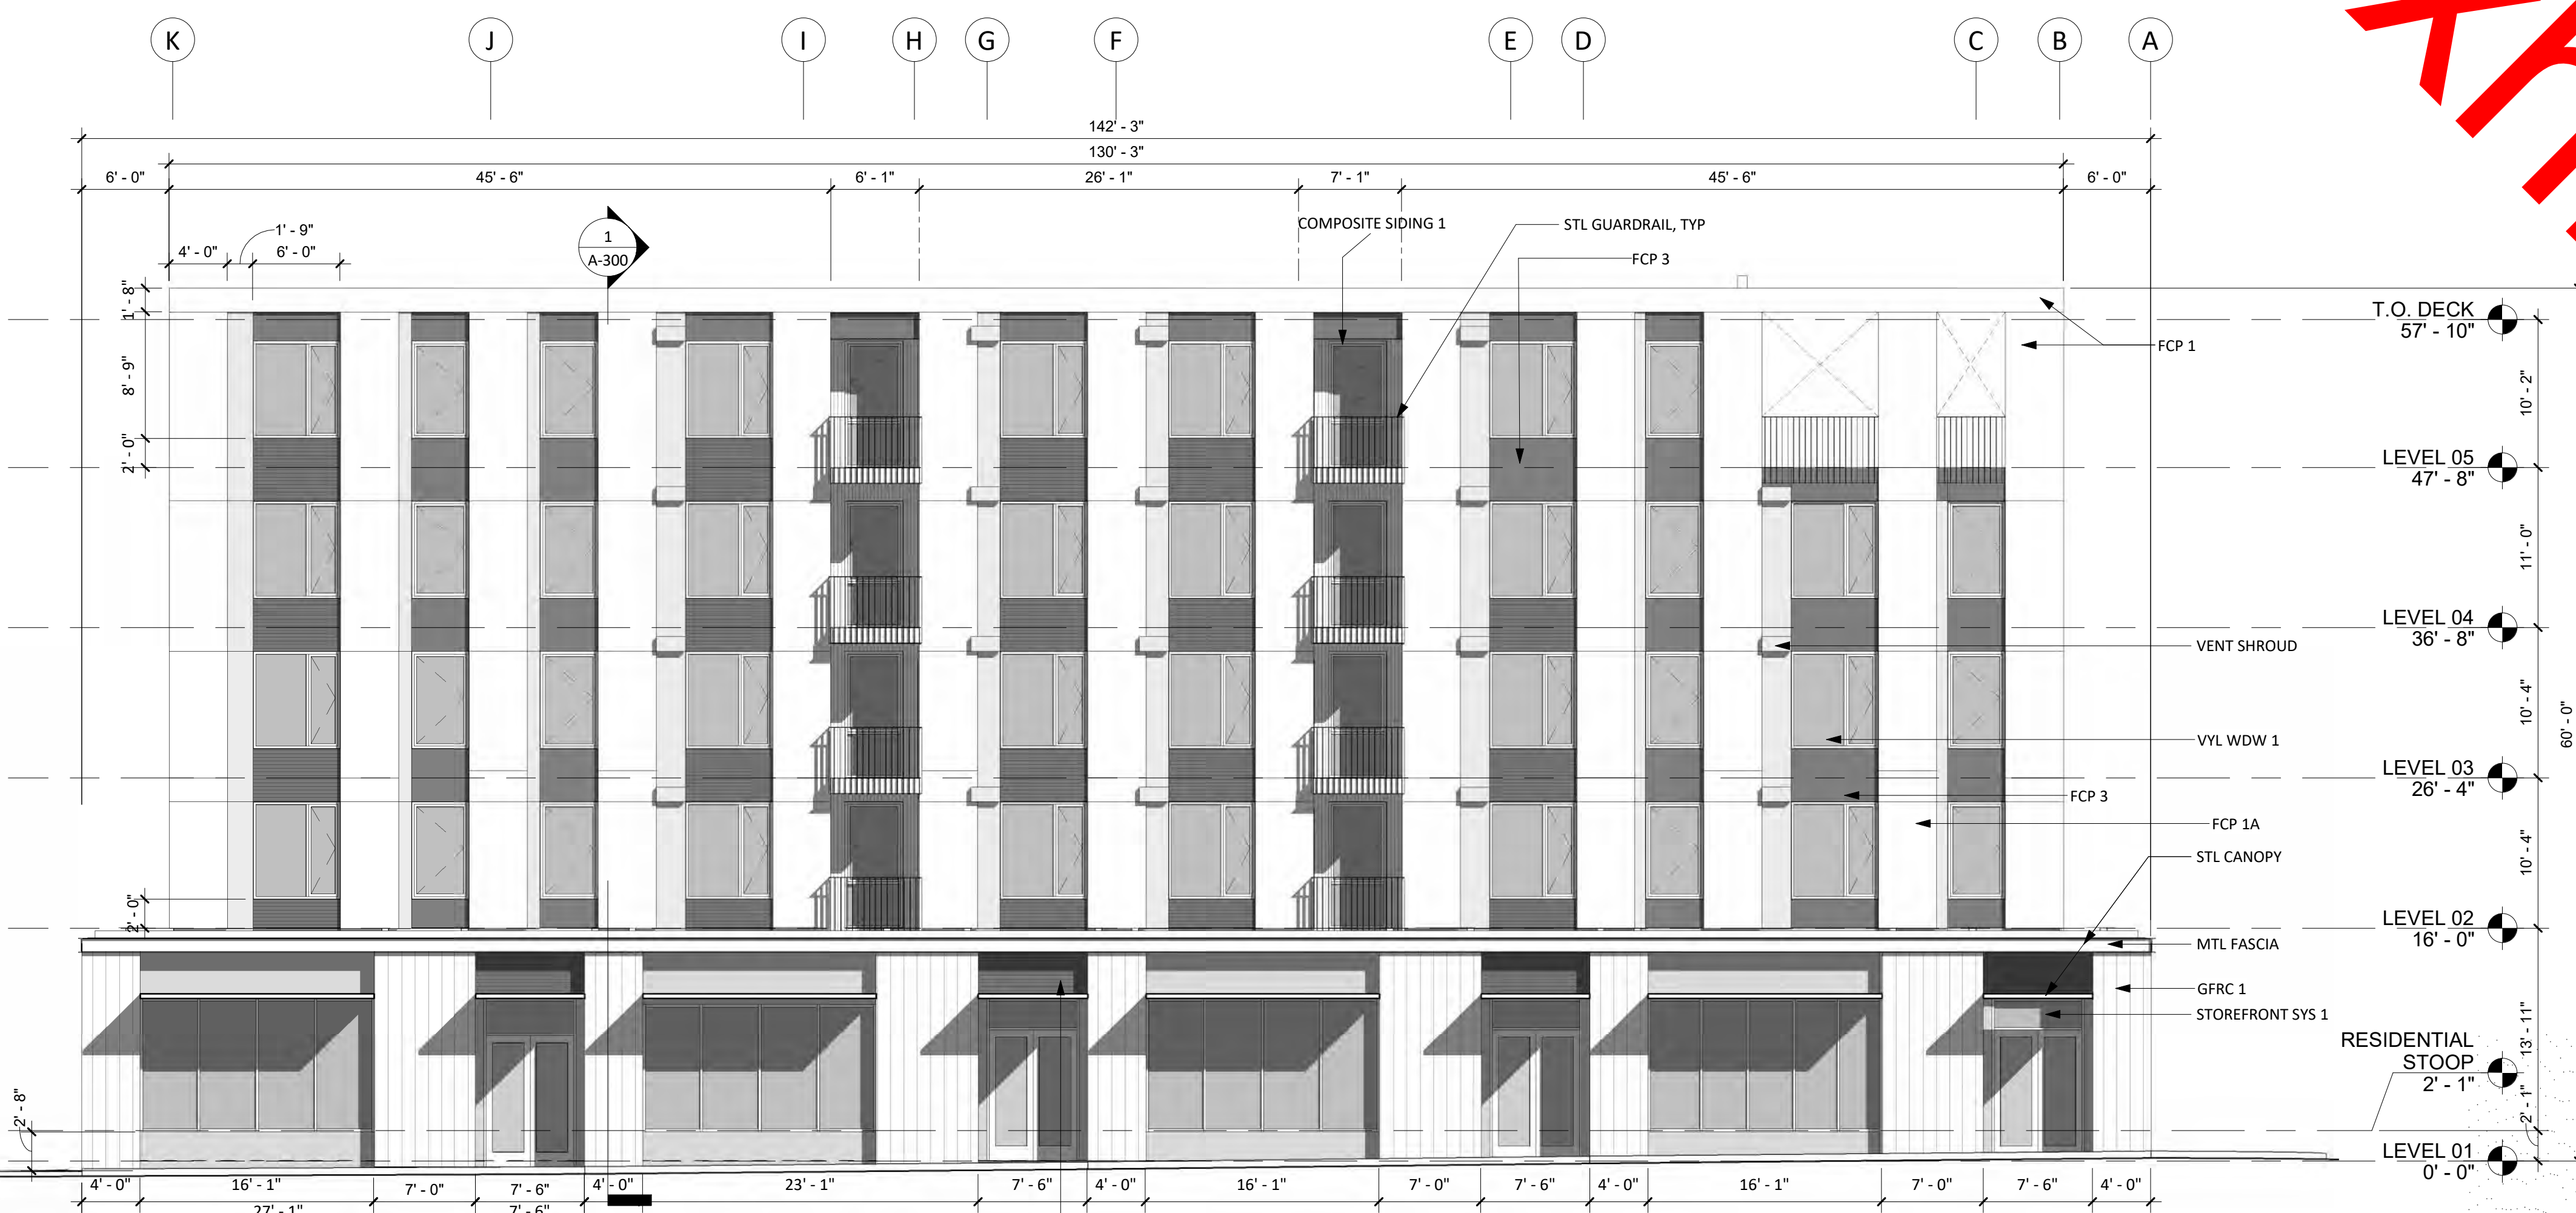 K J I H G F E D C B A
142' - 3"
130' - 3"
6' - 0" 45' - 6" 6' - 1" 26' - 1" 7' - 1" 45' - 6" 6' - 0"
COMPOSITE SIDING 1
STL GUARDRAIL, TYP
1' - 9"
4' - 0" 6' - 0"
1
A-300
FCP 3
1' - 8"
8' - 9"
2' - 0"
2' - 0"
2' - 8"
T.O. DECK
57' - 10"
FCP 1
10' - 2"
LEVEL 05
47' - 8"
11' - 0"
LEVEL 04
36' - 8"
VENT SHROUD
10' - 4"
60' - 0"
VYL WDW 1
LEVEL 03
26' - 4"
FCP 3
FCP 1A
10' - 4"
STL CANOPY
LEVEL 02
16' - 0"
MTL FASCIA
GFRC 1
STOREFRONT SYS 1
13' - 11"
RESIDENTIAL
STOOP
2' - 1"
2' - 1"
LEVEL 01
0' - 0"
4' - 0" 16' - 1" 7' - 0" 7' - 6" 4' - 0" 23' - 1" 7' - 6" 4' - 0" 16' - 1" 7' - 0" 7' - 6" 4' - 0" 16' - 1" 7' - 0" 7' - 6" 4' - 0"
27' - 1" 7' - 6"